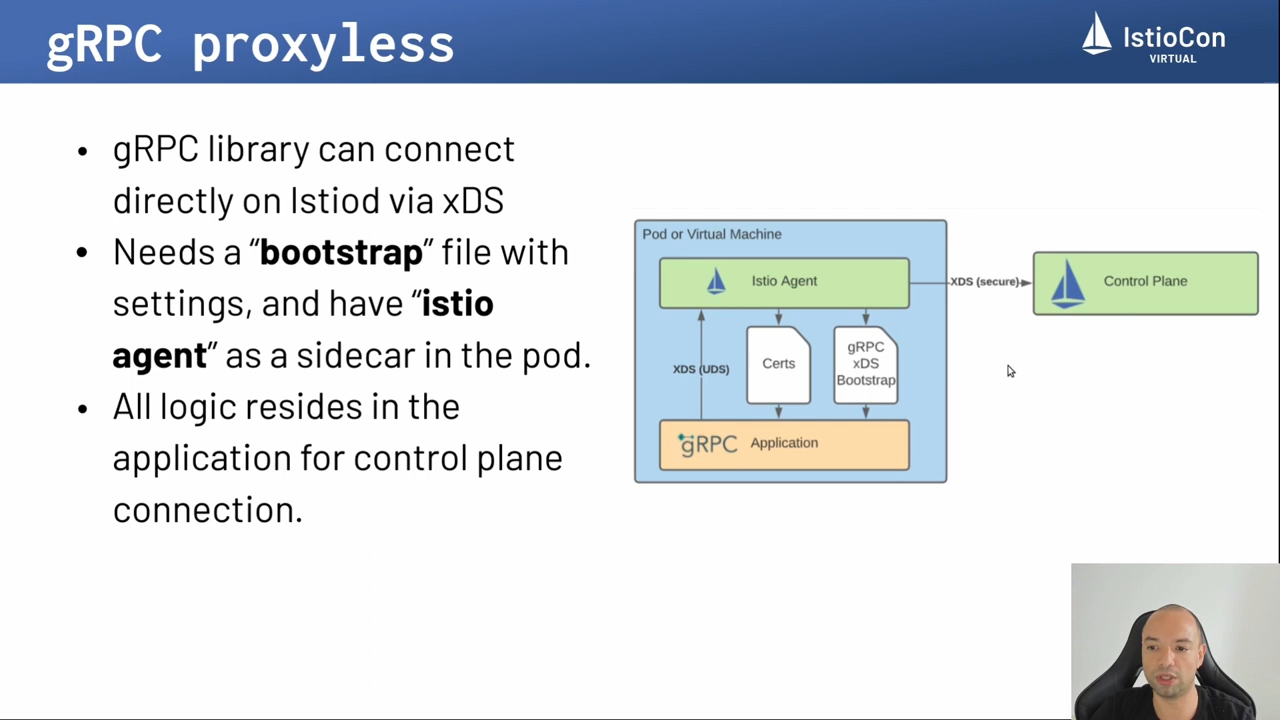 gRPC proxyless
IstioCon
VIRTUAL
• gRPC library can connect
directly on Istiod via xDS
• Needs a “bootstrap” file with
settings, and have “istio
agent” as a sidecar in the pod.
• All logic resides in the
application for control plane
connection.
Pod or Virtual Machine
Istio Agent
XDS (secure)
Control Plane
XDS (UDS)
Certs
gRPC
xDS
Bootstrap
gRPC Application